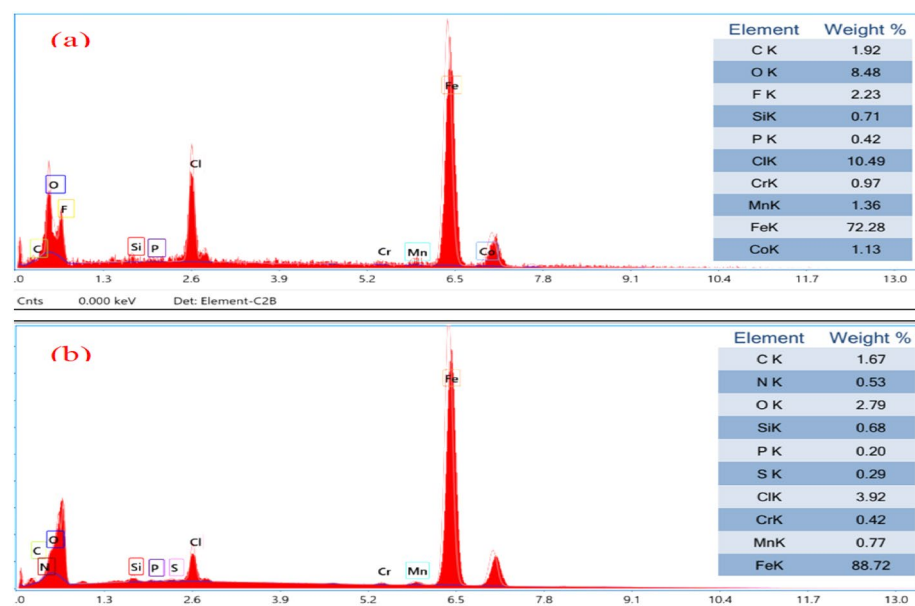 (a)
Element Weight %
C K 1.92
O K 8.48
F K 2.23
SiK 0.71
P K 0.42
ClK 10.49
CrK 0.97
MnK 1.36
FeK 72.28
CoK 1.13
Fe
Cl
O
F
C
Si P Cr Mn Co
.0 1.3 2.6 3.9 5.2 6.5 7.8 9.1 10.4 11.7 13.0
Cnts 0.000 keV Det: Element-C2B
(b)
Element Weight %
C K 1.67
N K 0.53
O K 2.79
SiK 0.68
P K 0.20
S K 0.29
ClK 3.92
CrK 0.42
MnK 0.77
FeK 88.72
Fe
O
Cl
C
N Si P S Cr Mn
.0 1.3 2.6 3.9 5.2 6.5 7.8 9.1 10.4 11.7 13.0